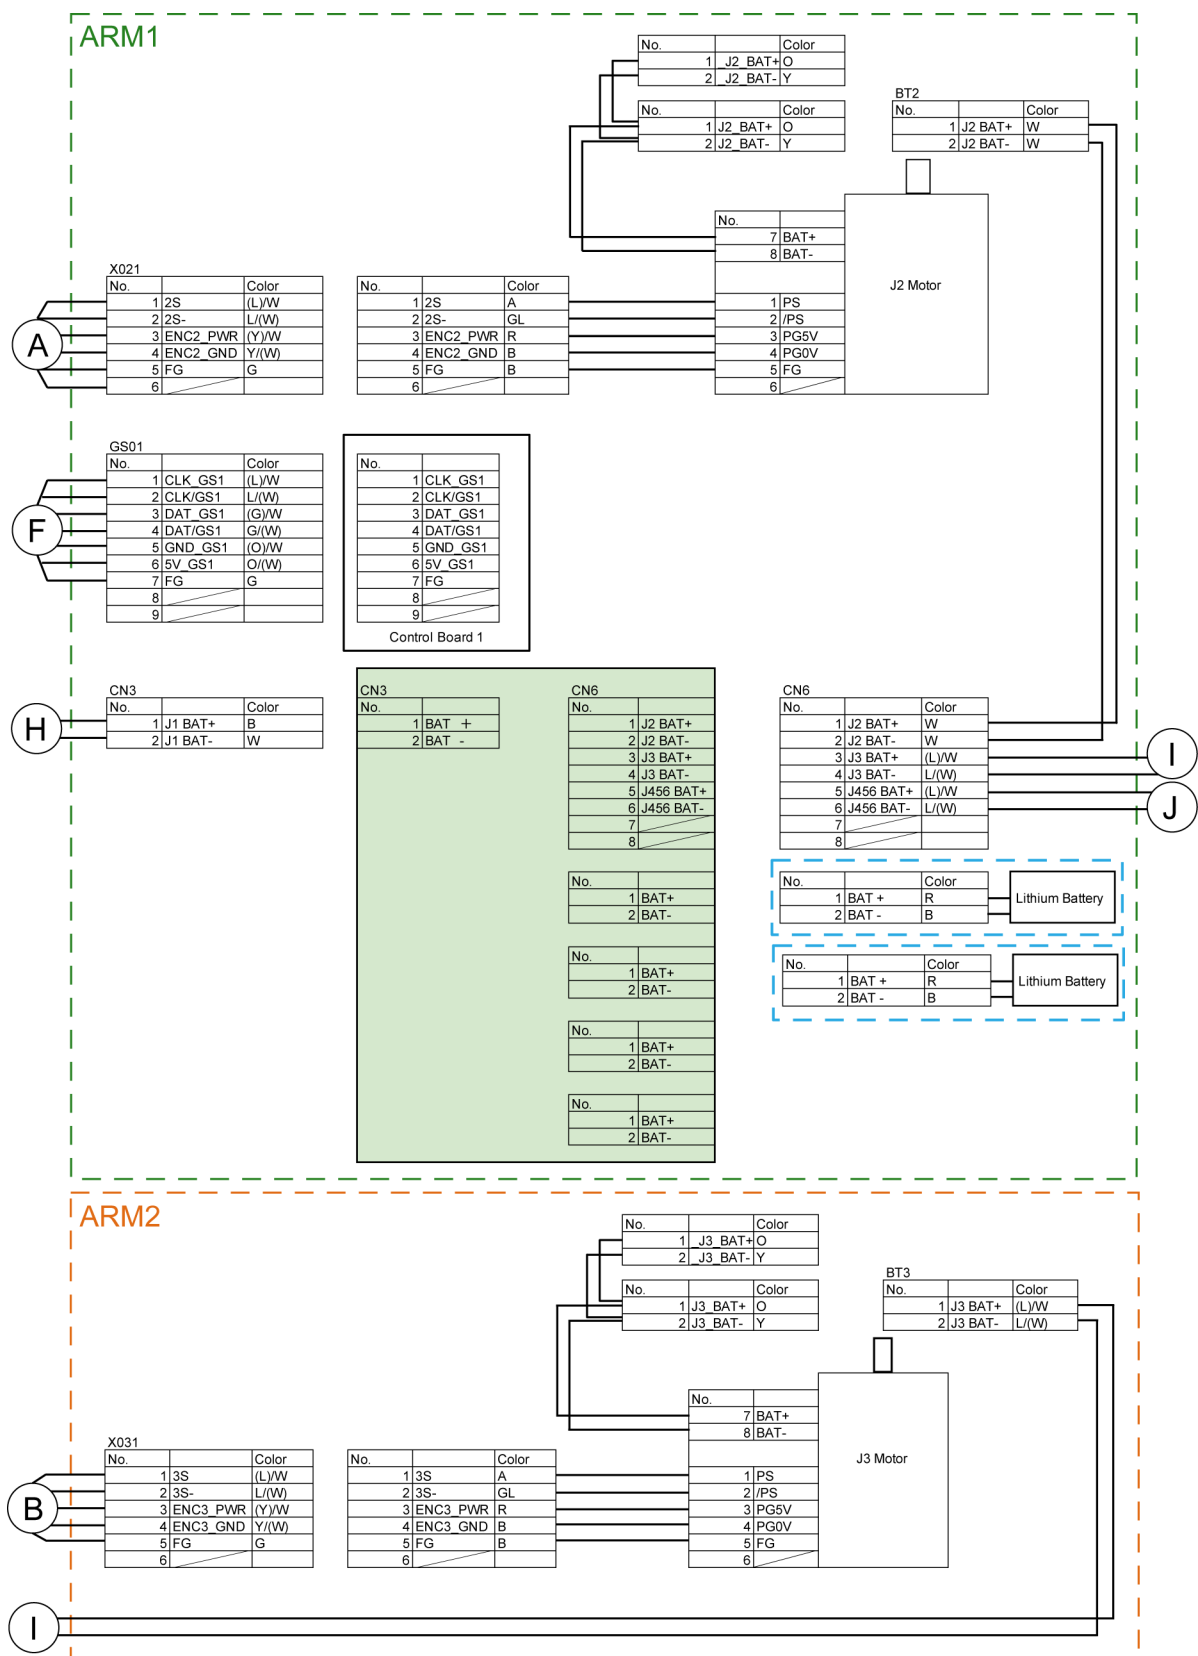 ARM1
No. Color
1 _J2_BAT+ O
2 _J2_BAT- Y
No. Color
1 J2_BAT+ O
2 J2_BAT- Y
BT2
No. Color
1 J2 BAT+ W
2 J2 BAT- W
No.
7 BAT+
8 BAT-
1 PS
2 /PS
3 PG5V
4 PG0V
5 FG
6
J2 Motor
X021
No. Color
1 2S (L)/W
2 2S- L/(W)
3 ENC2_PWR (Y)/W
4 ENC2_GND Y/(W)
5 FG G
6
A
No. Color
1 2S A
2 2S- GL
3 ENC2_PWR R
4 ENC2_GND B
5 FG B
6
GS01
No. Color
1 CLK_GS1 (L)/W
2 CLK/GS1 L/(W)
3 DAT_GS1 (G)/W
4 DAT/GS1 G/(W)
5 GND_GS1 (O)/W
6 5V_GS1 O/(W)
7 FG G
8
9
F
No.
1 CLK_GS1
2 CLK/GS1
3 DAT_GS1
4 DAT/GS1
5 GND_GS1
6 5V_GS1
7 FG
8
9
Control Board 1
CN3
No. Color
1 J1 BAT+ B
2 J1 BAT- W
H
CN3
No.
1 BAT +
2 BAT -
CN6
No.
1 J2 BAT+
2 J2 BAT-
3 J3 BAT+
4 J3 BAT-
5 J456 BAT+
6 J456 BAT-
7
8
CN6
No. Color
1 J2 BAT+ W
2 J2 BAT- W
3 J3 BAT+ (L)/W
4 J3 BAT- L/(W)
5 J456 BAT+ (L)/W
6 J456 BAT- L/(W)
7
8
I
J
No.
1 BAT+
2 BAT-
No. Color
1 BAT + R
2 BAT - B
Lithium Battery
No.
1 BAT+
2 BAT-
No. Color
1 BAT + R
2 BAT - B
Lithium Battery
No.
1 BAT+
2 BAT-
No.
1 BAT+
2 BAT-
ARM2
No. Color
1 _J3_BAT+ O
2 _J3_BAT- Y
No. Color
1 J3_BAT+ O
2 J3_BAT- Y
BT3
No. Color
1 J3 BAT+ (L)/W
2 J3 BAT- L/(W)
No.
7 BAT+
8 BAT-
1 PS
2 /PS
3 PG5V
4 PG0V
5 FG
6
J3 Motor
X031
No. Color
1 3S (L)/W
2 3S- L/(W)
3 ENC3_PWR (Y)/W
4 ENC3_GND Y/(W)
5 FG G
6
B
No. Color
1 3S A
2 3S- GL
3 ENC3_PWR R
4 ENC3_GND B
5 FG B
6
I